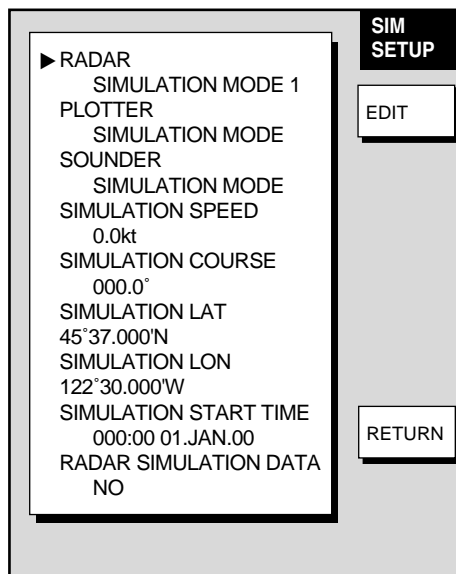 SIM
SETUP
▶RADAR
SIMULATION MODE 1
PLOTTER
SIMULATION MODE
SOUNDER
SIMULATION MODE
SIMULATION SPEED
0.0kt
SIMULATION COURSE
000.0°
SIMULATION LAT
45°37.000'N
SIMULATION LON
122°30.000'W
SIMULATION START TIME
000:00 01.JAN.00
RADAR SIMULATION DATA
NO
EDIT
RETURN